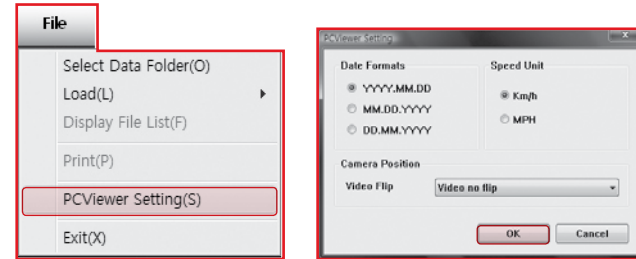 File
Select Data Folder(O)
Load(L)
Display File List(F)
Print(P)
PCViewer Setting(S)
Exit(X)
PCViewer Setting
Date Formats
YYYY.MM.DD
MM.DD.YYYY
DD.MM.YYYY
Speed Unit
Km/h
MPH
Camera Position
Video Flip Video no flip
OK Cancel